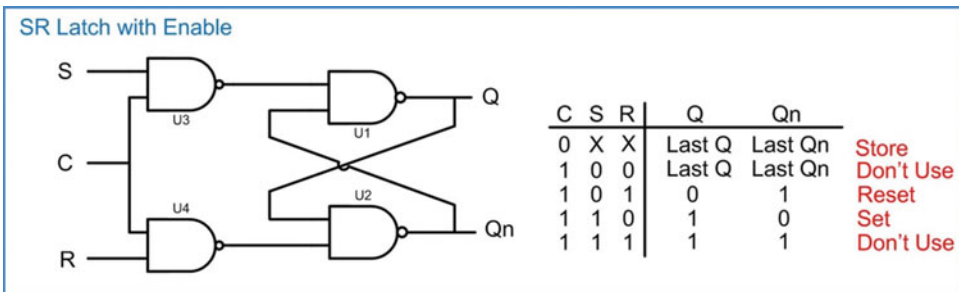 SR Latch with Enable
S
U3
U1
Q
C
U4
U2
R
Qn
C S R Q Qn
0 X X Last Q Last Qn Store
1 0 0 Last Q Last Qn Don't Use
1 0 1 0 1 Reset
1 1 0 1 0 Set
1 1 1 1 1 Don't Use